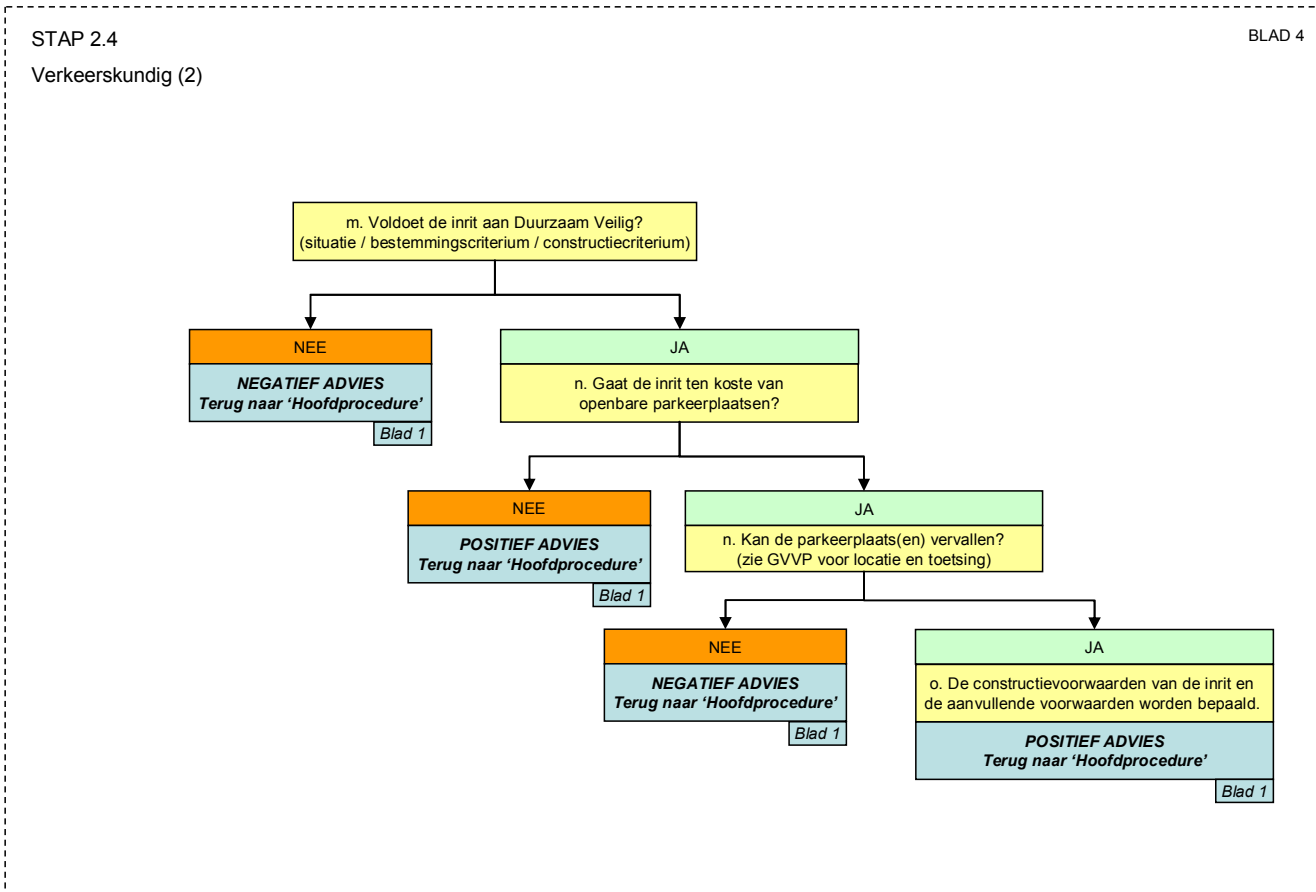 STAP 2.4
BLAD 4
Verkeerskundig (2)
m. Voldoet de inrit aan Duurzaam Veilig?
(situatie / bestemmingscriterium / constructiecriterium)
NEE
NEGATIEF ADVIES
Terug naar ‘Hoofdprocedure’
Blad 1
JA
n. Gaat de inrit ten koste van
openbare parkeerplaatsen?
NEE
POSITIEF ADVIES
Terug naar ‘Hoofdprocedure’
Blad 1
JA
n. Kan de parkeerplaats(en) vervallen?
(zie GVVP voor locatie en toetsing)
NEE
NEGATIEF ADVIES
Terug naar ‘Hoofdprocedure’
Blad 1
JA
o. De constructievoorwaarden van de inrit en
de aanvullende voorwaarden worden bepaald.
POSITIEF ADVIES
Terug naar ‘Hoofdprocedure’
Blad 1